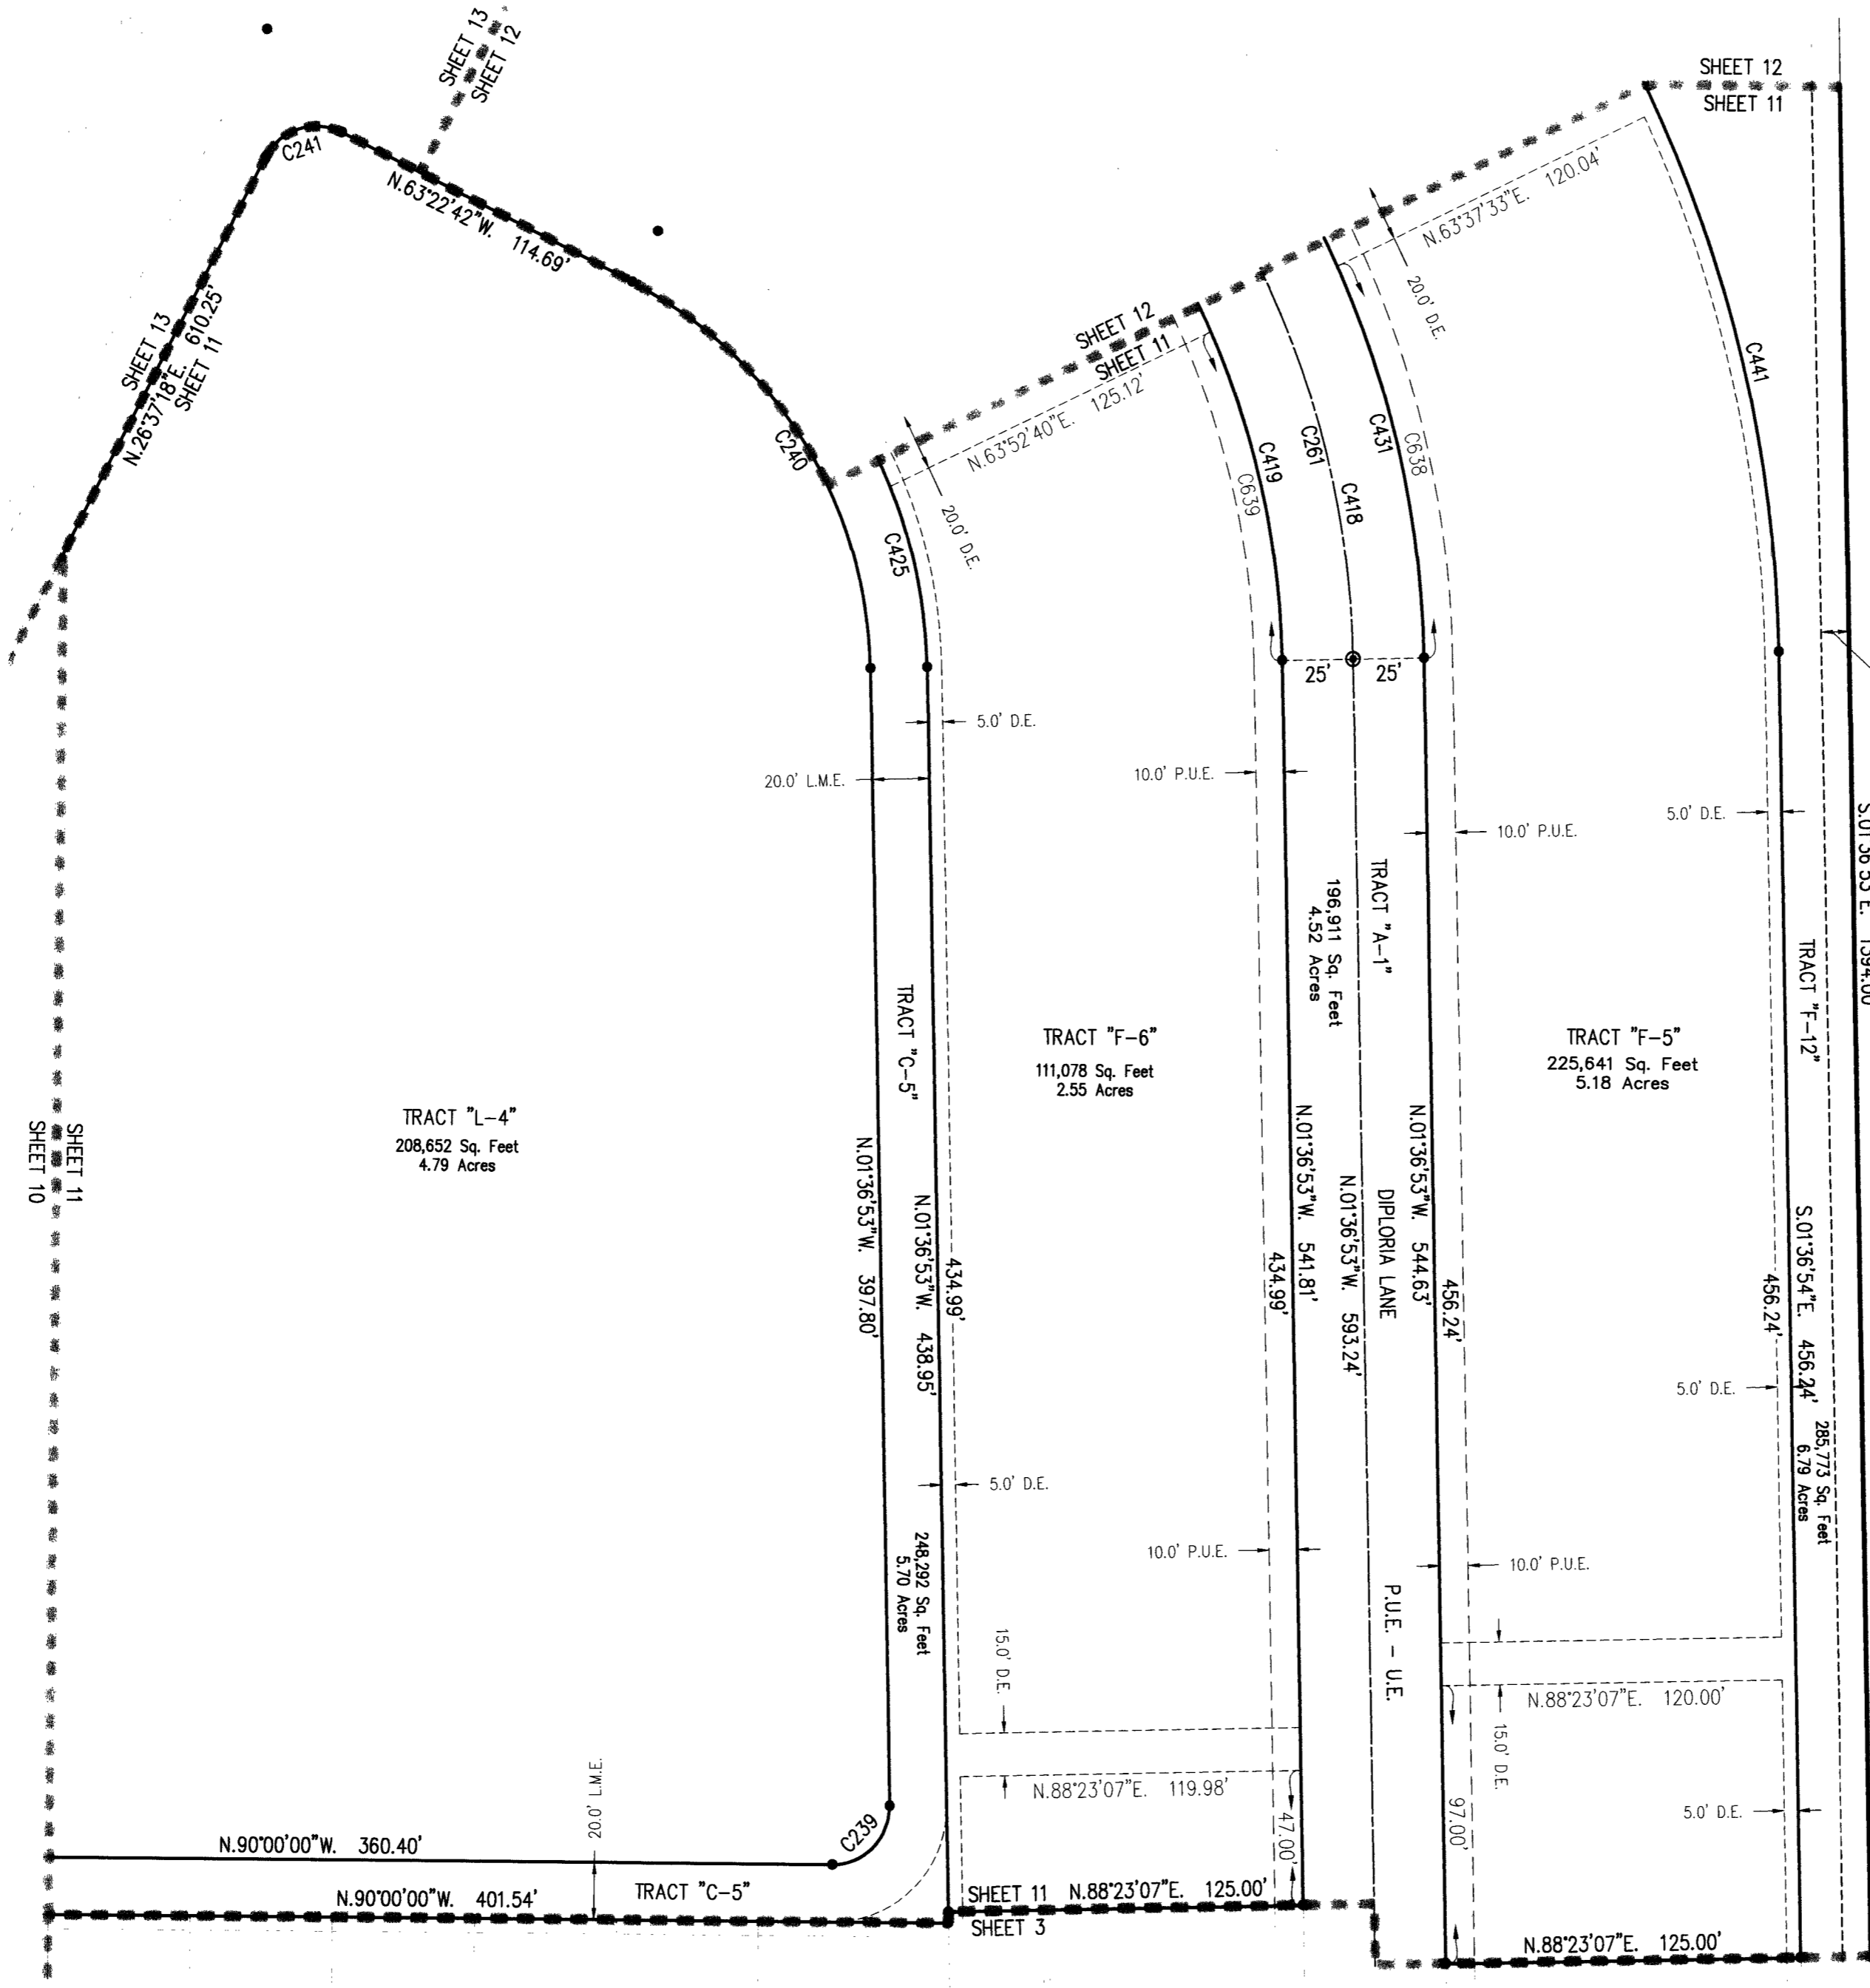 SHEET 13
SHEET 12
SHEET 12
SHEET 11
C241
N.63°22'42"W. 114.69'
N.63°37'33"E. 120.04'
20.0' D.E.
SHEET 13
N.26°37'18"E. 610.25'
SHEET 11
SHEET 12
SHEET 11
N.63°52'40"E. 125.12'
C441
C240
C419
C261
C431
C638
C639
C418
C425
20.0' D.E.
25'
25'
5.0' D.E.
20.0' L.M.E.
10.0' P.U.E.
10.0' P.U.E.
5.0' D.E.
S.01°36'53"E. 1394.00'
TRACT "A-1"
196,911 Sq. Feet
4.52 Acres
TRACT "F-12"
TRACT "C-5"
TRACT "F-6"
111,078 Sq. Feet
2.55 Acres
TRACT "F-5"
225,641 Sq. Feet
5.18 Acres
TRACT "L-4"
208,652 Sq. Feet
4.79 Acres
SHEET 11
SHEET 10
N.01°36'53"W. 397.80'
N.01°36'53"W. 438.95'
434.99'
434.99'
N.01°36'53"W. 541.81'
N.01°36'53"W. 593.24'
DIPLORIA LANE
N.01°36'53"W. 544.63'
456.24'
456.24'
S.01°36'54"E. 456.24'
285,773 Sq. Feet
6.79 Acres
5.0' D.E.
5.0' D.E.
248,292 Sq. Feet
5.70 Acres
10.0' P.U.E.
10.0' P.U.E.
P.U.E. - U.E.
15.0' D.E.
N.88°23'07"E. 120.00'
15.0' D.E.
N.88°23'07"E. 119.98'
47.00'
97.00'
5.0' D.E.
20.0' L.M.E.
C239
N.90°00'00"W. 360.40'
N.90°00'00"W. 401.54'
TRACT "C-5"
SHEET 11 N.88°23'07"E. 125.00'
SHEET 3
N.88°23'07"E. 125.00'